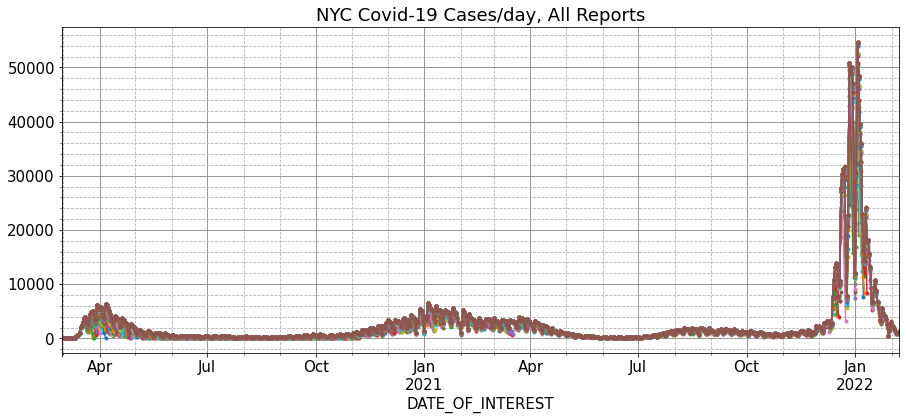 NYC Covid-19 Cases/day, All Reports
50000
40000
30000
20000
10000
0
Apr Jul Oct Jan Apr Jul Oct Jan
2021 2022
DATE_OF_INTEREST